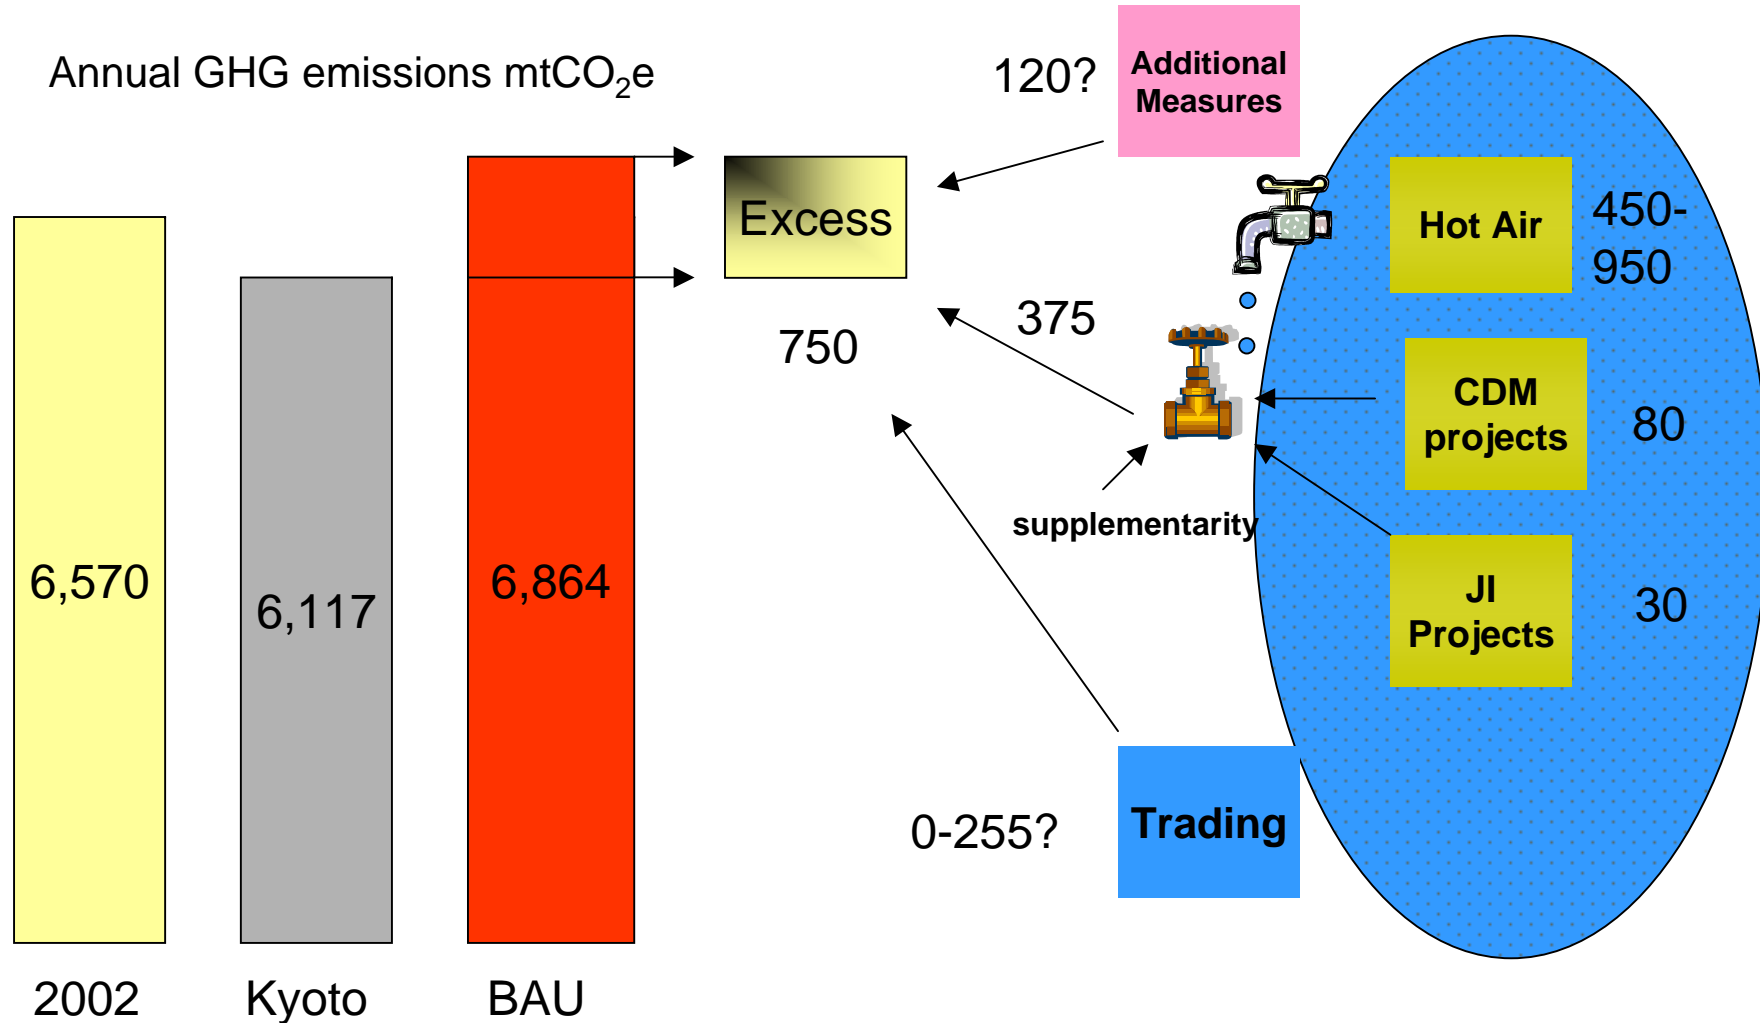 Annual GHG emissions mtCO₂e
120?
Additional
Measures
Excess
Hot Air
450-
950
375
750
CDM
projects
80
supplementarity
6,570
6,117
6,864
JI
Projects
30
0-255?
Trading
2002
Kyoto
BAU